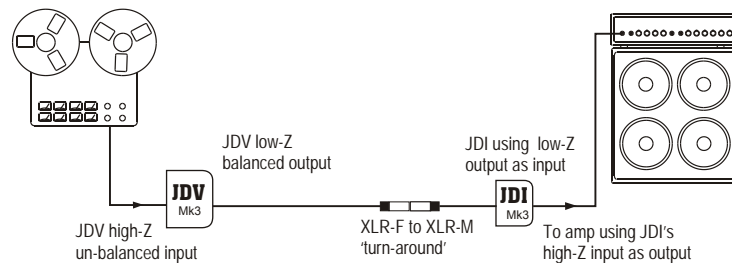 JDV low-Z
balanced output
JDI using low-Z
output as input
JDV
Mk3
JDI
Mk3
JDV high-Z
un-balanced input
XLR-F to XLR-M
'turn-around'
To amp using JDI's
high-Z input as output